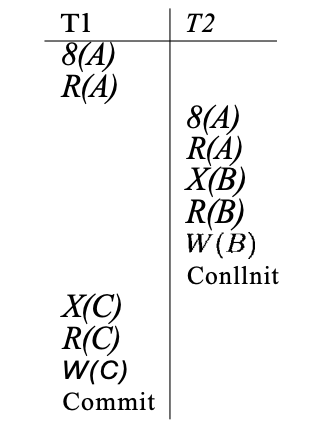 T1 T2
8(A)
R(A)
8(A)
R(A)
X(B)
R(B)
W(B)
Conllnit
X(C)
R(C)
W(C)
Commit